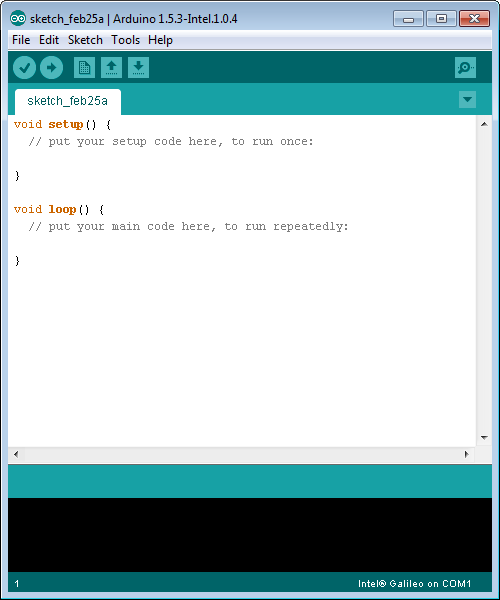 sketch_feb25a | Arduino 1.5.3-Intel.1.0.4
File Edit Sketch Tools Help
sketch_feb25a
void setup() {
  // put your setup code here, to run once:
}
void loop() {
  // put your main code here, to run repeatedly:
}
1
Intel® Galileo on COM1